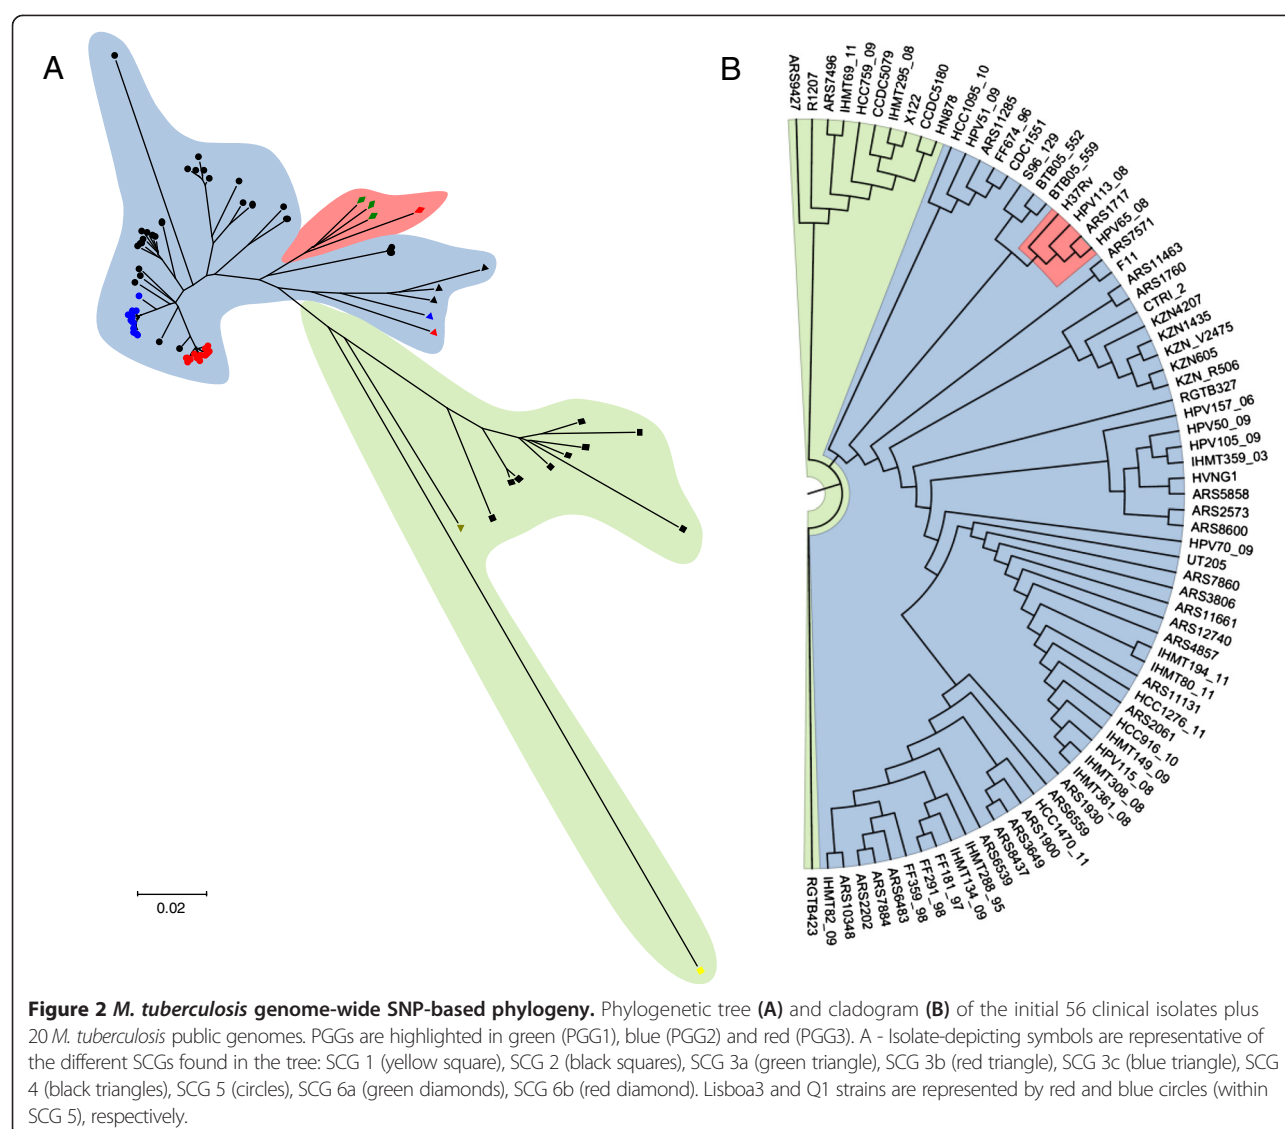 A
B
ARS9427
R1207
ARS7496
IHMT69_11
HCC759_09
CCDC5079
IHMT295_08
X122
CCDC5180
HN878
HCC1095_10
HPV51_09
ARS11285
FF674_96
CDC1551
S96_129
BTB05_552
BTB05_559
H37Rv
HPV113_08
ARS1717
HPV65_08
ARS7571
F11
ARS11463
ARS1760
CTRI_2
KZN4207
KZN1435
KZN_V2475
KZN605
KZN_R506
RGTB327
HPV157_06
HPV50_09
HPV105_09
IHMT359_03
HVNG1
ARS5858
ARS2573
ARS8600
HPV70_09
UT205
ARS7860
ARS3806
ARS11661
ARS12740
ARS4857
IHMT194_11
IHMT80_11
ARS11131
HCC1276_11
ARS2061
HCC916_10
IHMT149_09
HPV115_08
IHMT308_08
IHMT361_08
ARS1930
ARS6559
HCC1470_11
ARS1900
ARS3649
ARS8437
ARS6539
IHMT288_95
IHMT134_09
FF181_97
FF291_98
FF359_98
ARS6483
ARS7884
ARS2202
ARS10348
IHMT82_09
RGTB423
0.02
Figure 2 M. tuberculosis genome-wide SNP-based phylogeny. Phylogenetic tree (A) and cladogram (B) of the initial 56 clinical isolates plus
20 M. tuberculosis public genomes. PGGs are highlighted in green (PGG1), blue (PGG2) and red (PGG3). A - Isolate-depicting symbols are representative of
the different SCGs found in the tree: SCG 1 (yellow square), SCG 2 (black squares), SCG 3a (green triangle), SCG 3b (red triangle), SCG 3c (blue triangle), SCG
4 (black triangles), SCG 5 (circles), SCG 6a (green diamonds), SCG 6b (red diamond). Lisboa3 and Q1 strains are represented by red and blue circles (within
SCG 5), respectively.